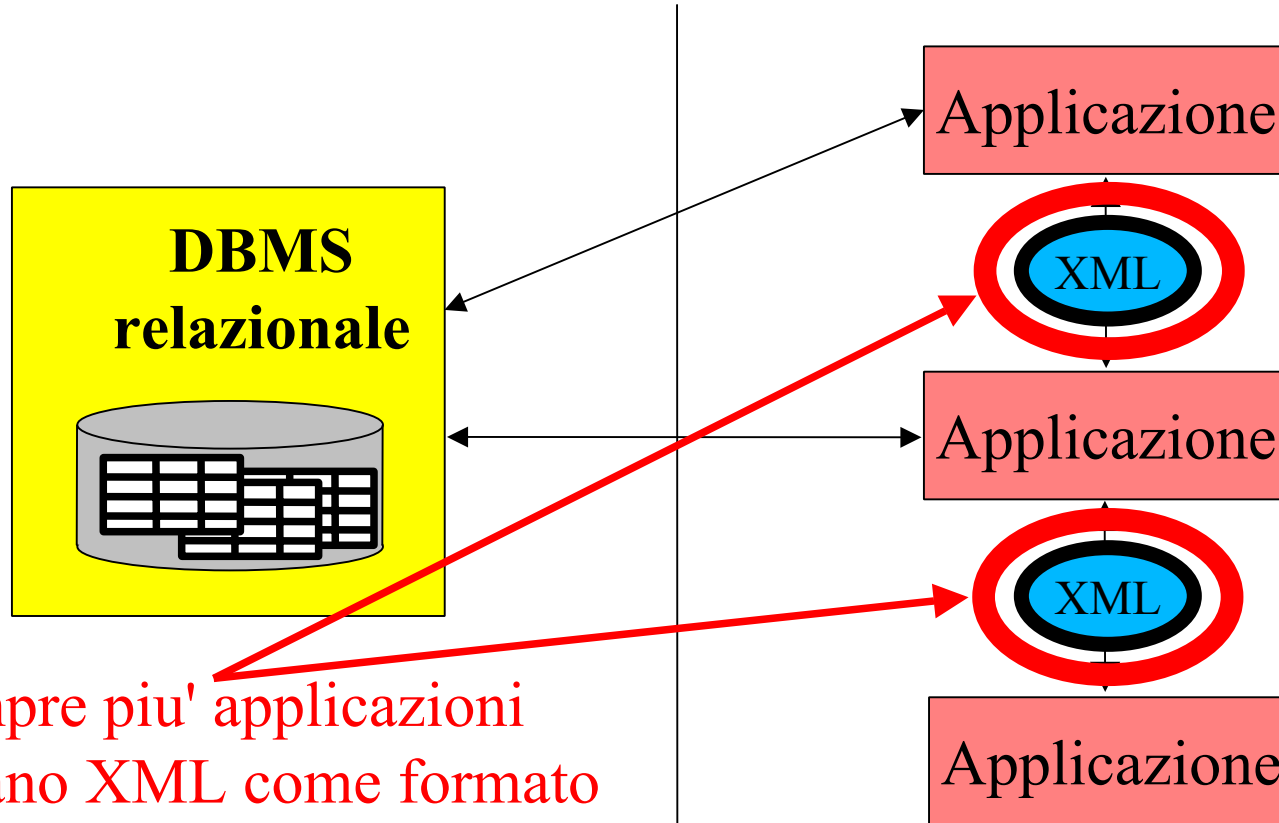 Applicazione
DBMS
relazionale
XML
Applicazione
XML
piu' applicazioni
XML come formato
Applicazione